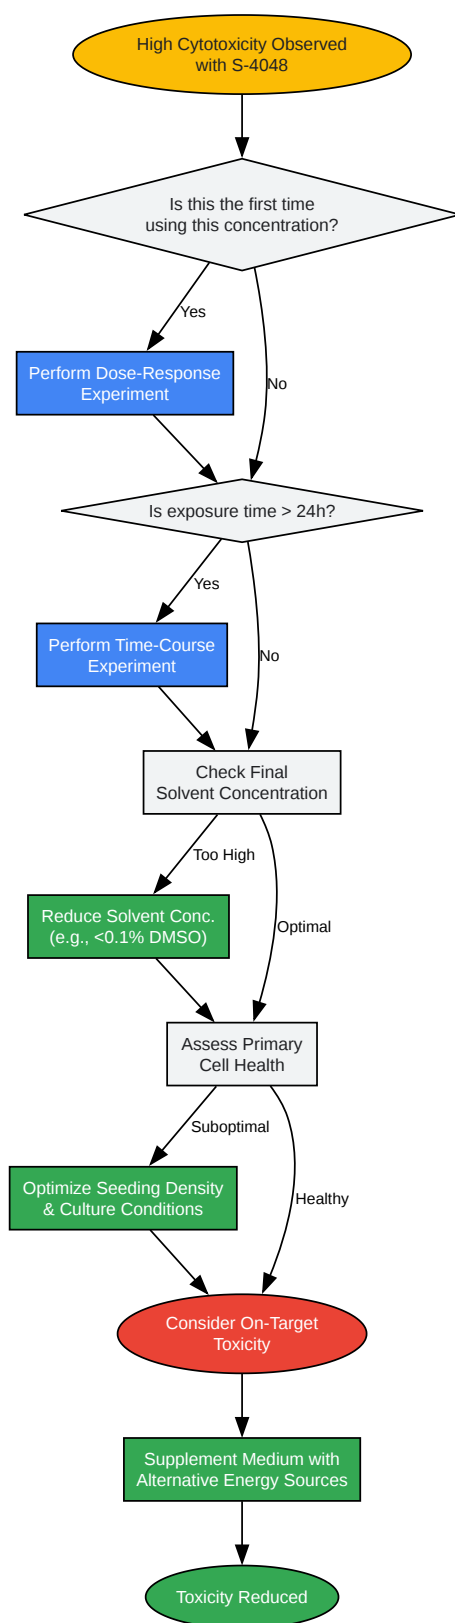 High Cytotoxicity Observed
with S-4048
Is this the first time
using this concentration?
Yes
Perform Dose-Response
Experiment
No
Is exposure time > 24h?
Yes
Perform Time-Course
Experiment
No
Check Final
Solvent Concentration
Too High
Reduce Solvent Conc.
(e.g., <0.1% DMSO)
Optimal
Assess Primary
Cell Health
Suboptimal
Optimize Seeding Density
& Culture Conditions
Healthy
Consider On-Target
Toxicity
Supplement Medium with
Alternative Energy Sources
Toxicity Reduced